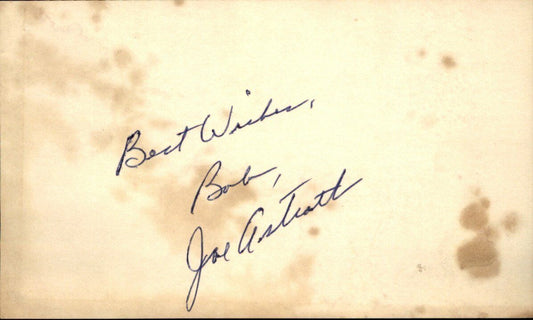 Best Wishes,
Bob,
Joe Astroth